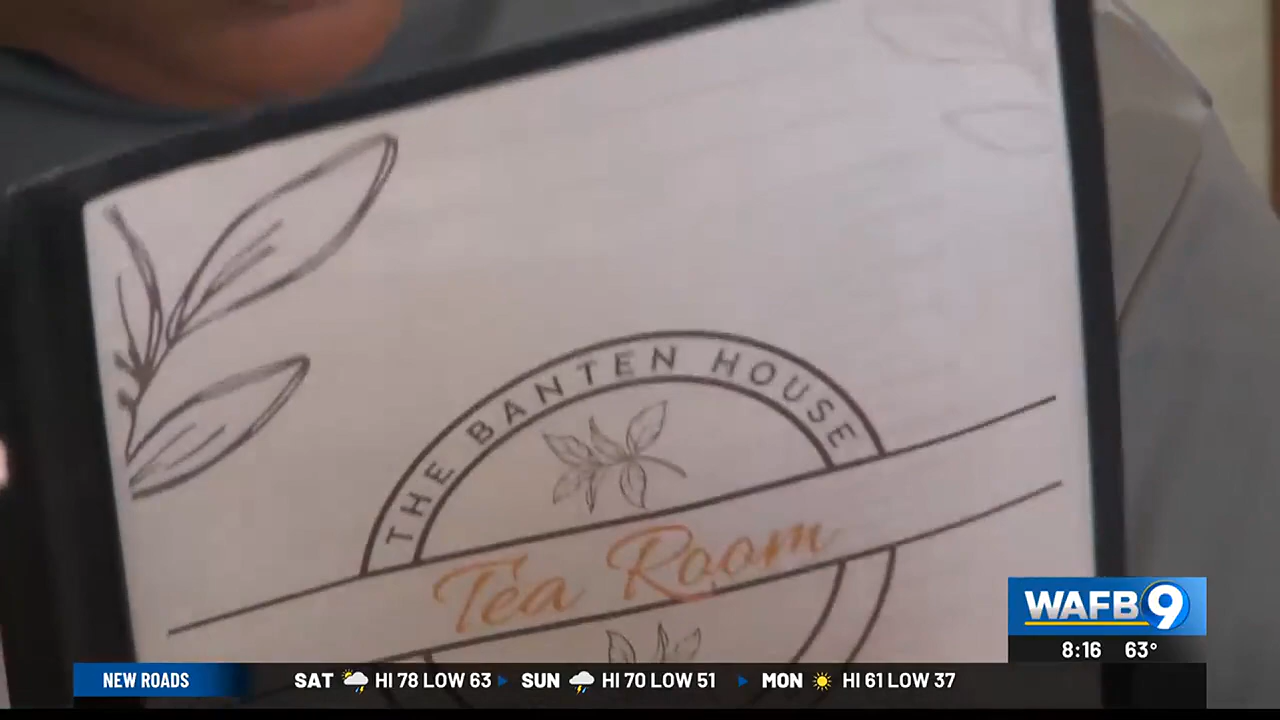 THE BANTEN HOUSE
Tea Room
WAFB 9
8:16 63°
NEW ROADS SAT HI 78 LOW 63 SUN HI 70 LOW 51 MON HI 61 LOW 37